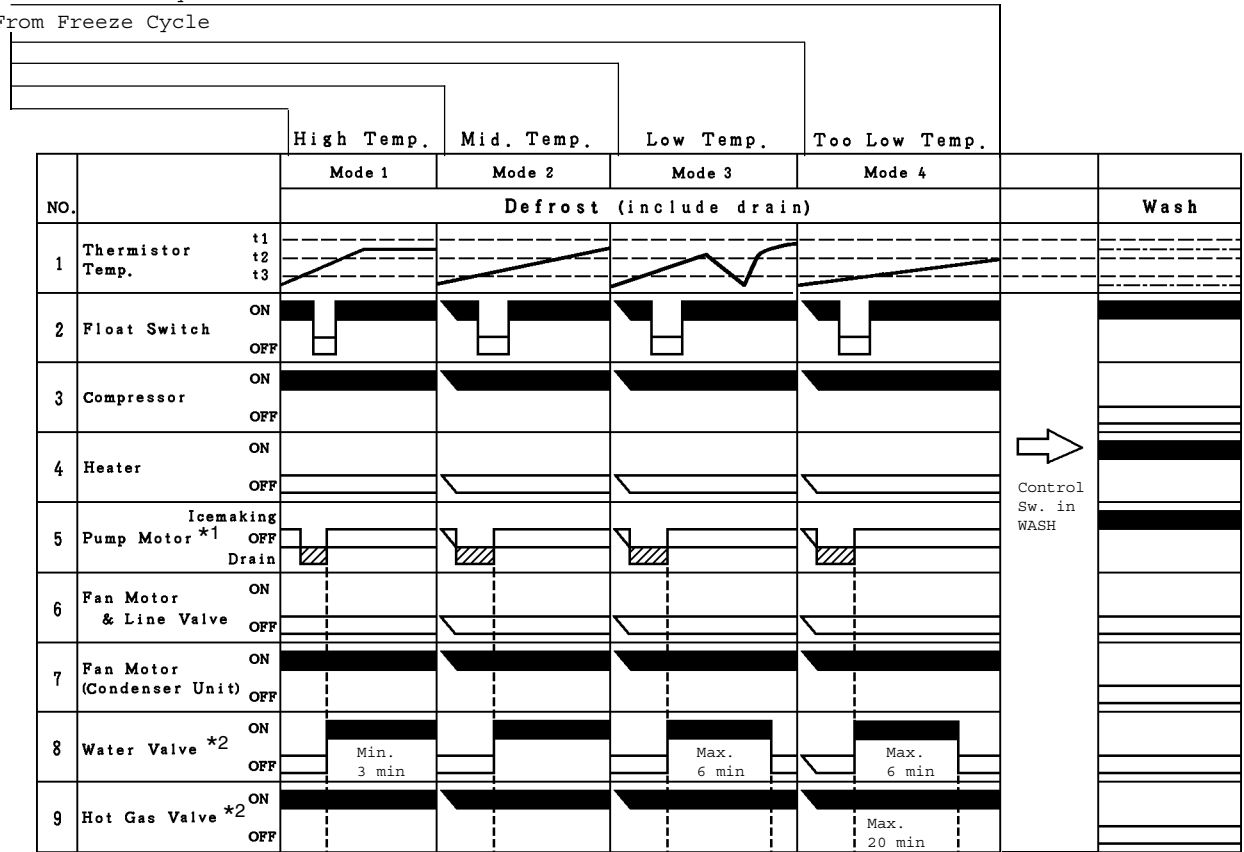 From Freeze Cycle
High Temp. Mid. Temp. Low Temp. Too Low Temp.
Mode 1 Mode 2 Mode 3 Mode 4
NO. Defrost (include drain) Wash
1 Thermistor Temp. t1 t2 t3
2 Float Switch ON OFF
3 Compressor ON OFF
4 Heater ON OFF
Control Sw. in WASH
5 Pump Motor *1 Icemaking OFF Drain
6 Fan Motor & Line Valve ON OFF
7 Fan Motor (Condenser Unit) ON OFF
8 Water Valve *2 ON OFF Min. 3 min Max. 6 min Max. 6 min
9 Hot Gas Valve *2 ON OFF Max. 20 min